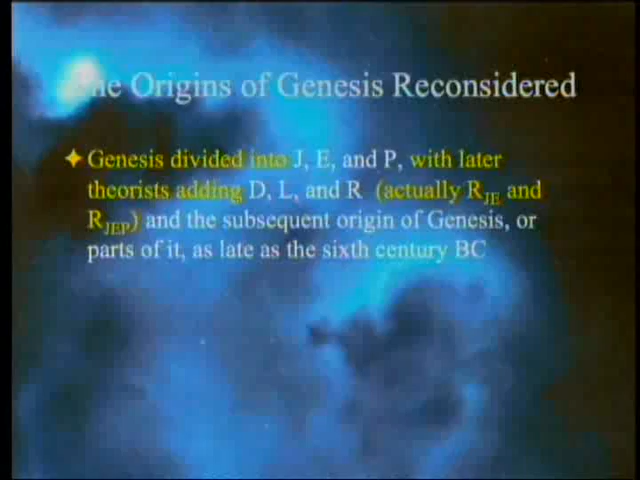 The Origins of Genesis Reconsidered
Genesis divided into J, E, and P, with later
theorists adding D, L, and R (actually RJE and
RJEP) and the subsequent origin of Genesis, or
parts of it, as late as the sixth century BC